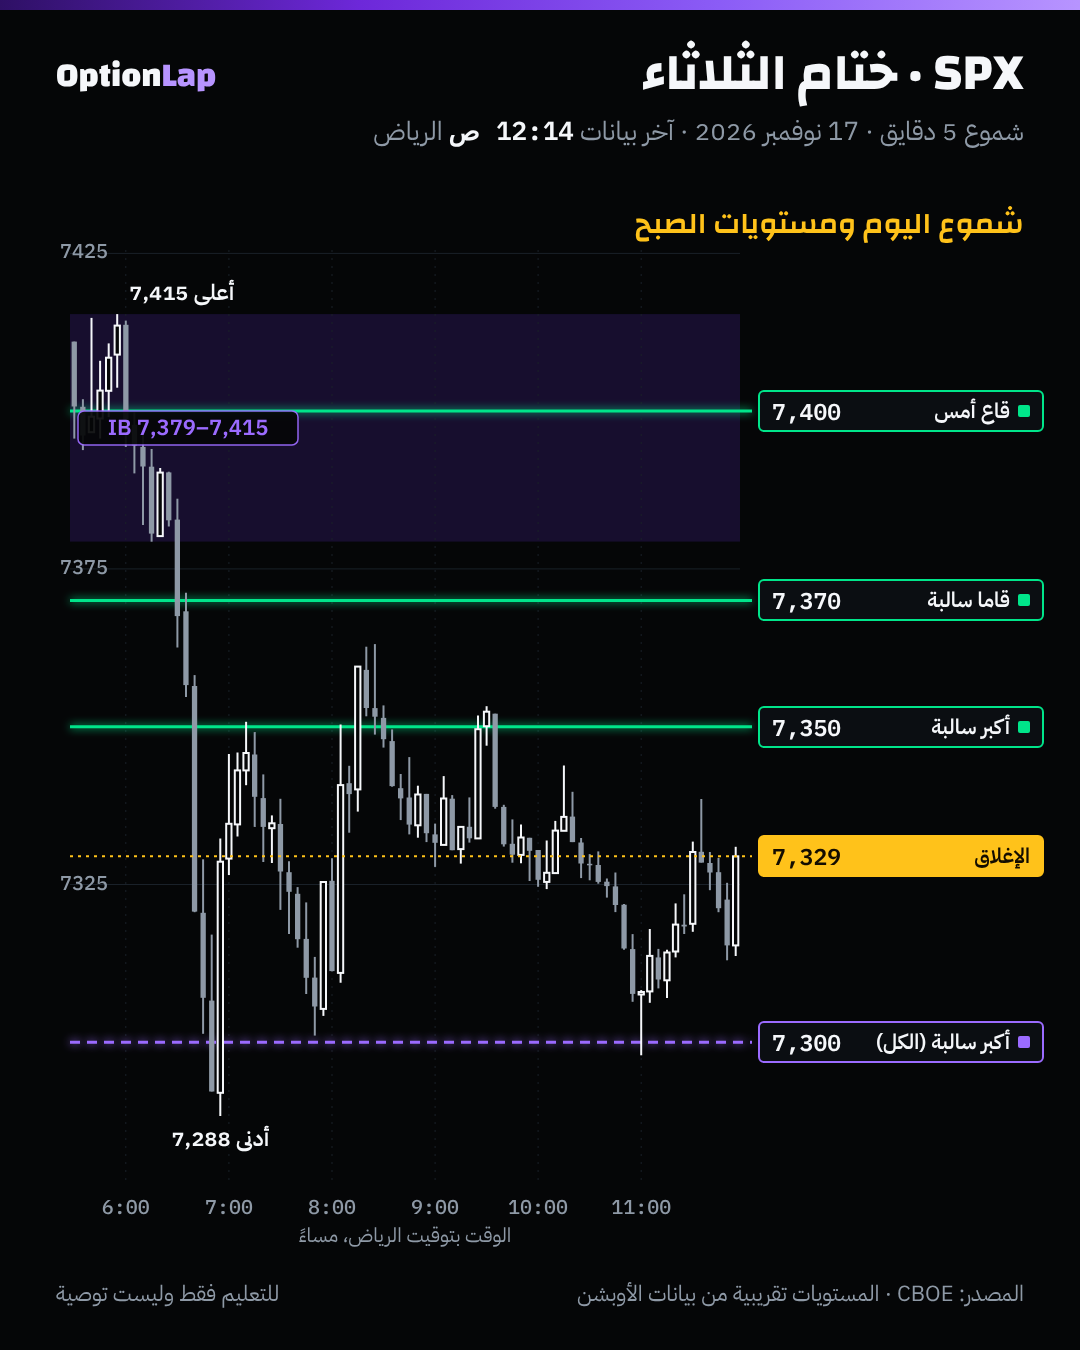 SPX · ختام الثلاثاء
OptionLap
شموع 5 دقايق · 17 نوفمبر 2026 · آخر بيانات 12:14 ص الرياض
شموع اليوم ومستويات الصبح
7425
أعلى 7,415
قاع أمس 7,400
IB 7,379–7,415
7375
قاما سالبة 7,370
أكبر سالبة 7,350
الإغلاق 7,329
7325
أكبر سالبة (الكل) 7,300
أدنى 7,288
6:00 7:00 8:00 9:00 10:00 11:00
الوقت بتوقيت الرياض، مساءً
المصدر: CBOE · المستويات تقريبية من بيانات الأوبشن
للتعليم فقط وليست توصية